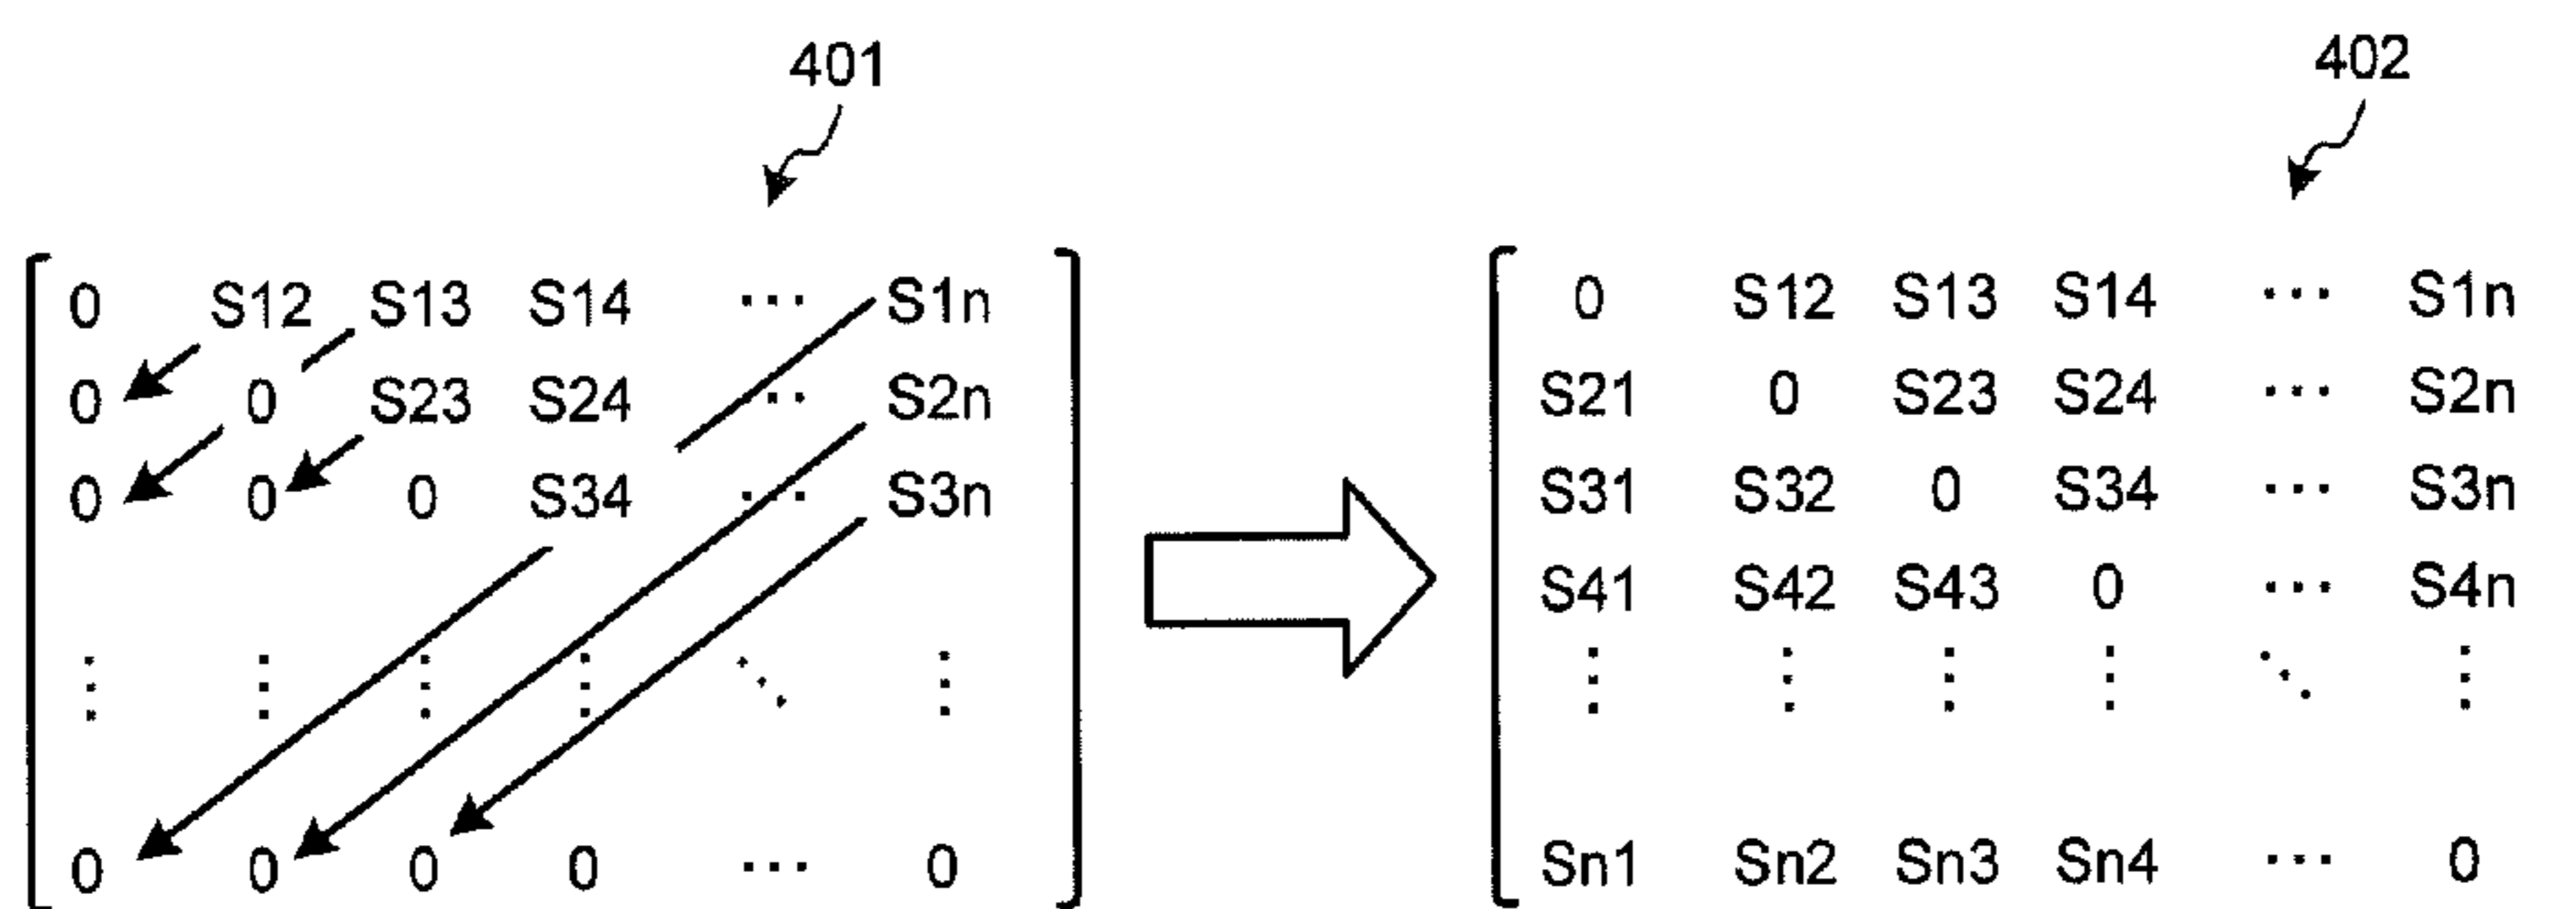 401
402
0 S12 S13 S14 ··· S1n
0 0 S23 S24 ··· S2n
0 0 0 S34 ··· S3n
⋮ ⋮ ⋮ ⋮ ⋱ ⋮
0 0 0 0 ··· 0
0 S12 S13 S14 ··· S1n
S21 0 S23 S24 ··· S2n
S31 S32 0 S34 ··· S3n
S41 S42 S43 0 ··· S4n
⋮ ⋮ ⋮ ⋮ ⋱ ⋮
Sn1 Sn2 Sn3 Sn4 ··· 0